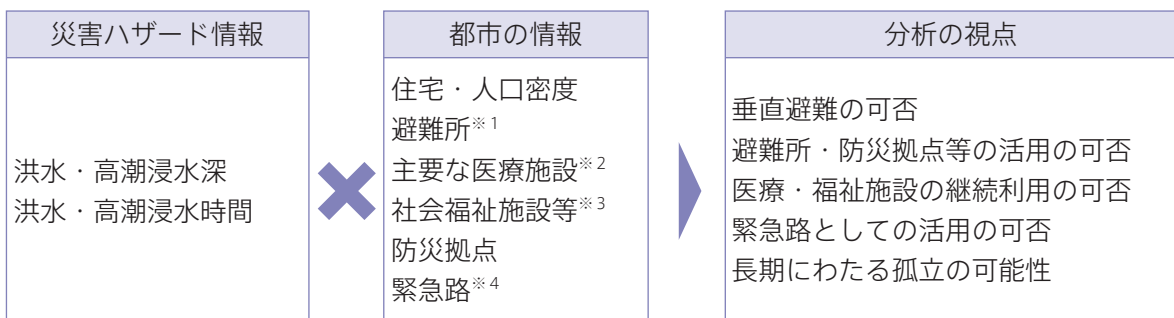 災害ハザード情報
洪水・高潮浸水深
洪水・高潮浸水時間
都市の情報
住宅・人口密度
避難所※1
主要な医療施設※2
社会福祉施設等※3
防災拠点
緊急路※4
分析の視点
垂直避難の可否
避難所・防災拠点等の活用の可否
医療・福祉施設の継続利用の可否
緊急路としての活用の可否
長期にわたる孤立の可能性